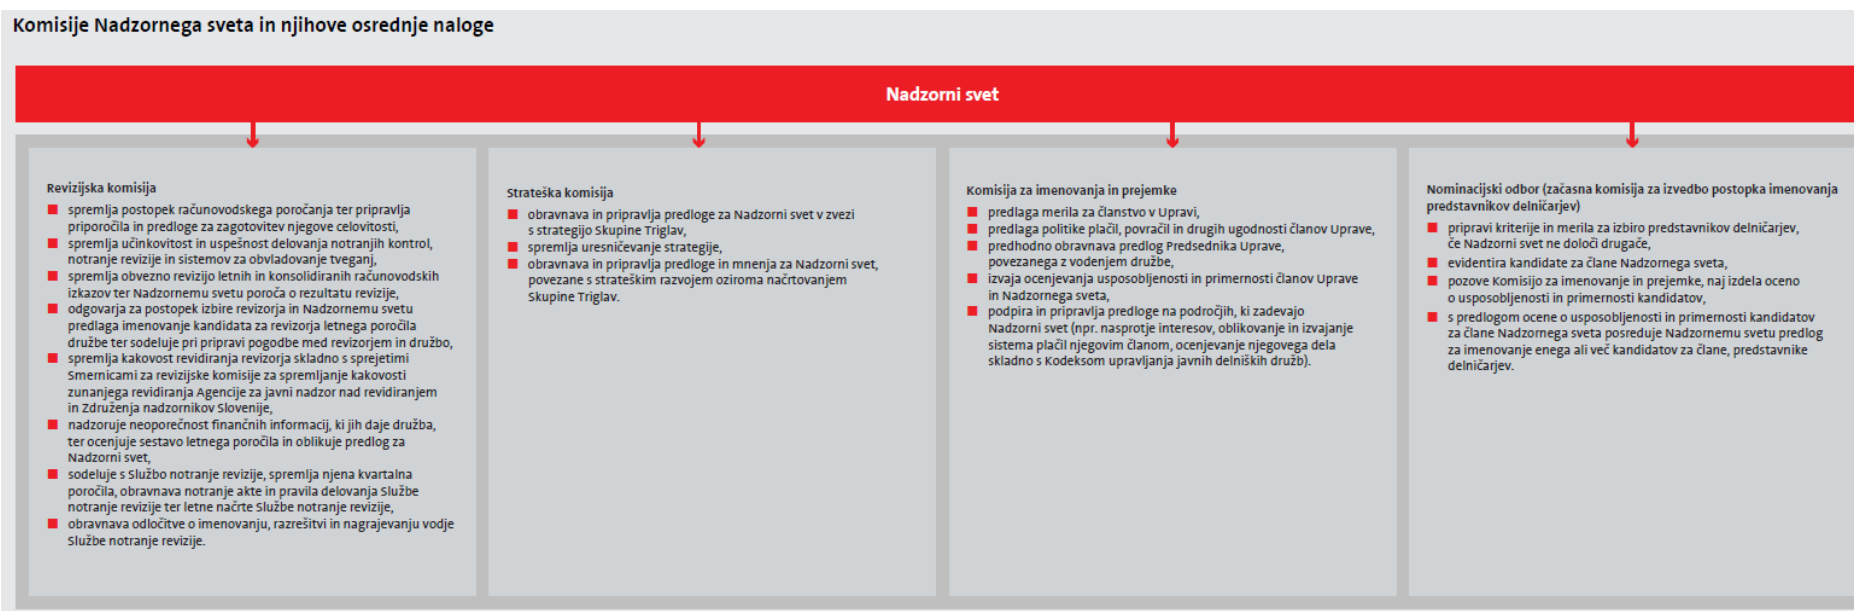 Komisije Nadzornega sveta in njihove osrednje naloge
Nadzorni svet
Revizijska komisija
spremlja postopek računovodskega poročanja ter pripravlja
priporočila in predloge za zagotovitev njegove celovitosti,
spremlja učinkovitost in uspešnost delovanja notranjih kontrol,
notranje revizije in sistemov za obvladovanje tveganj,
spremlja obvezno revizijo letnih in konsolidiranih računovodskih
izkazov ter Nadzornemu svetu poroča o rezultatu revizije,
odgovarja za postopek izbire revizorja in Nadzornemu svetu
predlaga imenovanje kandidata za revizorja letnega poročila
družbe ter sodeluje pri pripravi pogodbe med revizorjem in družbo,
spremlja kakovost revidiranja revizorja skladno s sprejetimi
Smernicami za revizijske komisije za spremljanje kakovosti
zunanjega revidiranja Agencije za javni nadzor nad revidiranjem
in Združenja nadzornikov Slovenije,
nadzoruje neoporečnost finančnih informacij, ki jih daje družba,
ter ocenjuje sestavo letnega poročila in oblikuje predlog za
Nadzorni svet,
sodeluje s Službo notranje revizije, spremlja njena kvartalna
poročila, obravnava notranje akte in pravila delovanja Službe
notranje revizije ter letne načrte Službe notranje revizije,
obravnava odločitve o imenovanju, razrešitvi in nagrajevanju vodje
Službe notranje revizije.
Strateška komisija
obravnava in pripravlja predloge za Nadzorni svet v zvezi
s strategijo Skupine Triglav,
spremlja uresničevanje strategije,
obravnava in pripravlja predloge in mnenja za Nadzorni svet,
povezane s strateškim razvojem oziroma načrtovanjem
Skupine Triglav.
Komisija za imenovanja in prejemke
predlaga merila za članstvo v Upravi,
predlaga politike plačil, povračil in drugih ugodnosti članov Uprave,
predhodno obravnava predlog Predsednika Uprave,
povezanega z vodenjem družbe,
izvaja ocenjevanja usposobljenosti in primernosti članov Uprave
in Nadzornega sveta,
podpira in pripravlja predloge na področjih, ki zadevajo
Nadzorni svet (npr. nasprotje interesov, oblikovanje in izvajanje
sistema plačil njegovim članom, ocenjevanje njegovega dela
skladno s Kodeksom upravljanja javnih delniških družb).
Nominacijski odbor (začasna komisija za izvedbo postopka imenovanja
predstavnikov delničarjev)
pripravi kriterije in merila za izbiro predstavnikov delničarjev,
če Nadzorni svet ne določi drugače,
evidentira kandidate za člane Nadzornega sveta,
pozove Komisijo za imenovanje in prejemke, naj izdela oceno
o usposobljenosti in primernosti kandidatov,
s predlogom ocene o usposobljenosti in primernosti kandidatov
za člane Nadzornega sveta posreduje Nadzornemu svetu predlog
za imenovanje enega ali več kandidatov za člane, predstavnike
delničarjev.